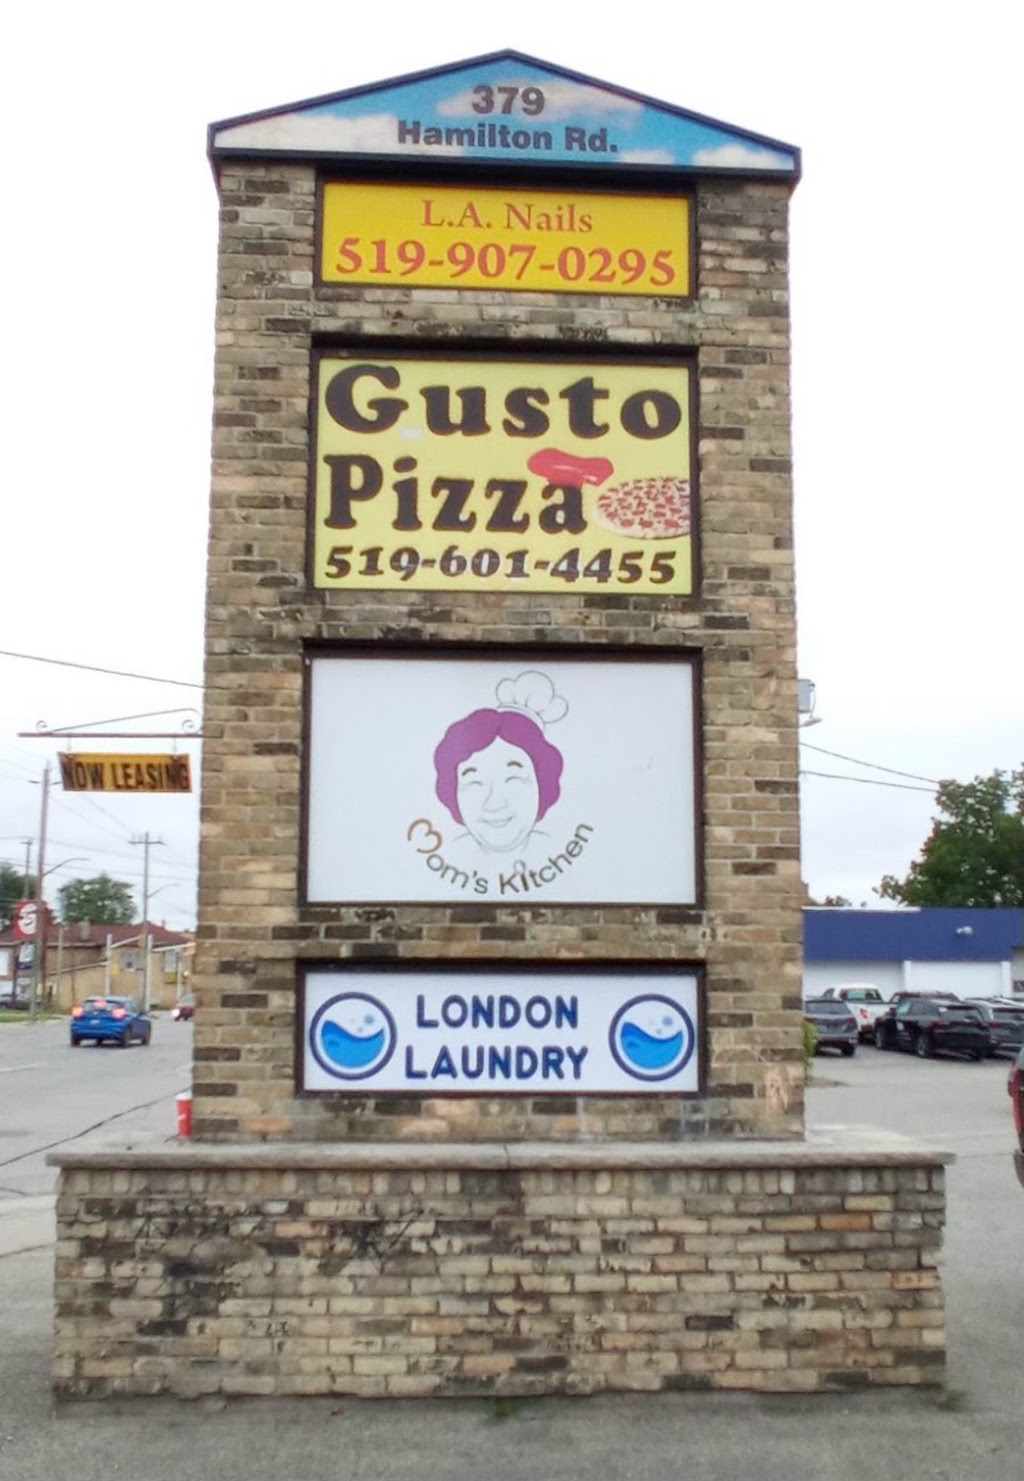 379
Hamilton Rd.
L.A. Nails
519-907-0295
Gusto
Pizza
519-601-4455
Mom's Kitchen
NOW LEASING
LONDON
LAUNDRY